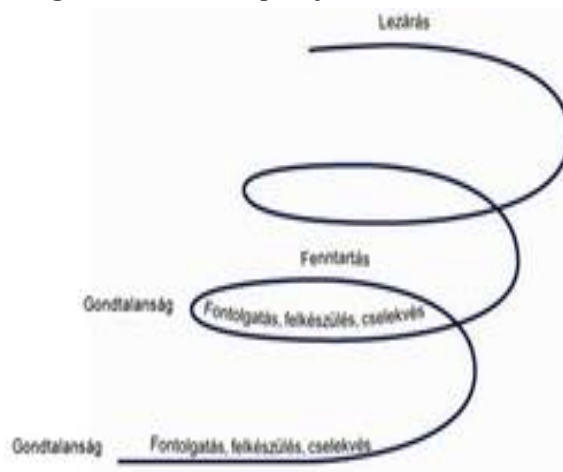 Lezárás
Fenntartás
Gondtalanság
Fontolgatás, felkészülés, cselekvés
Gondtalanság Fontolgatás, felkészülés, cselekvés